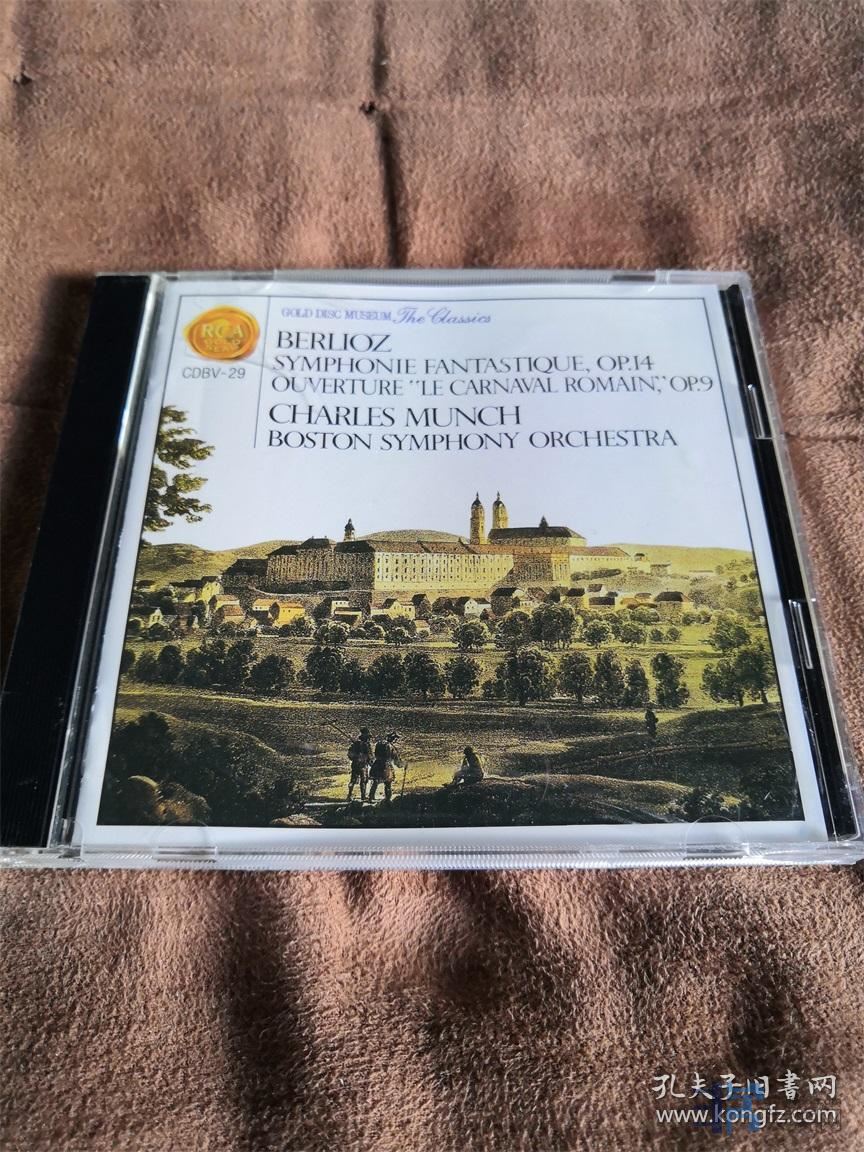 GOLD DISC MUSEUM The Classics
RCA
CDBV-29
BERLIOZ
SYMPHONIE FANTASTIQUE, OP.14
OUVERTURE "LE CARNAVAL ROMAIN," OP.9
CHARLES MUNCH
BOSTON SYMPHONY ORCHESTRA
孔夫子旧书网
www.kongfz.com